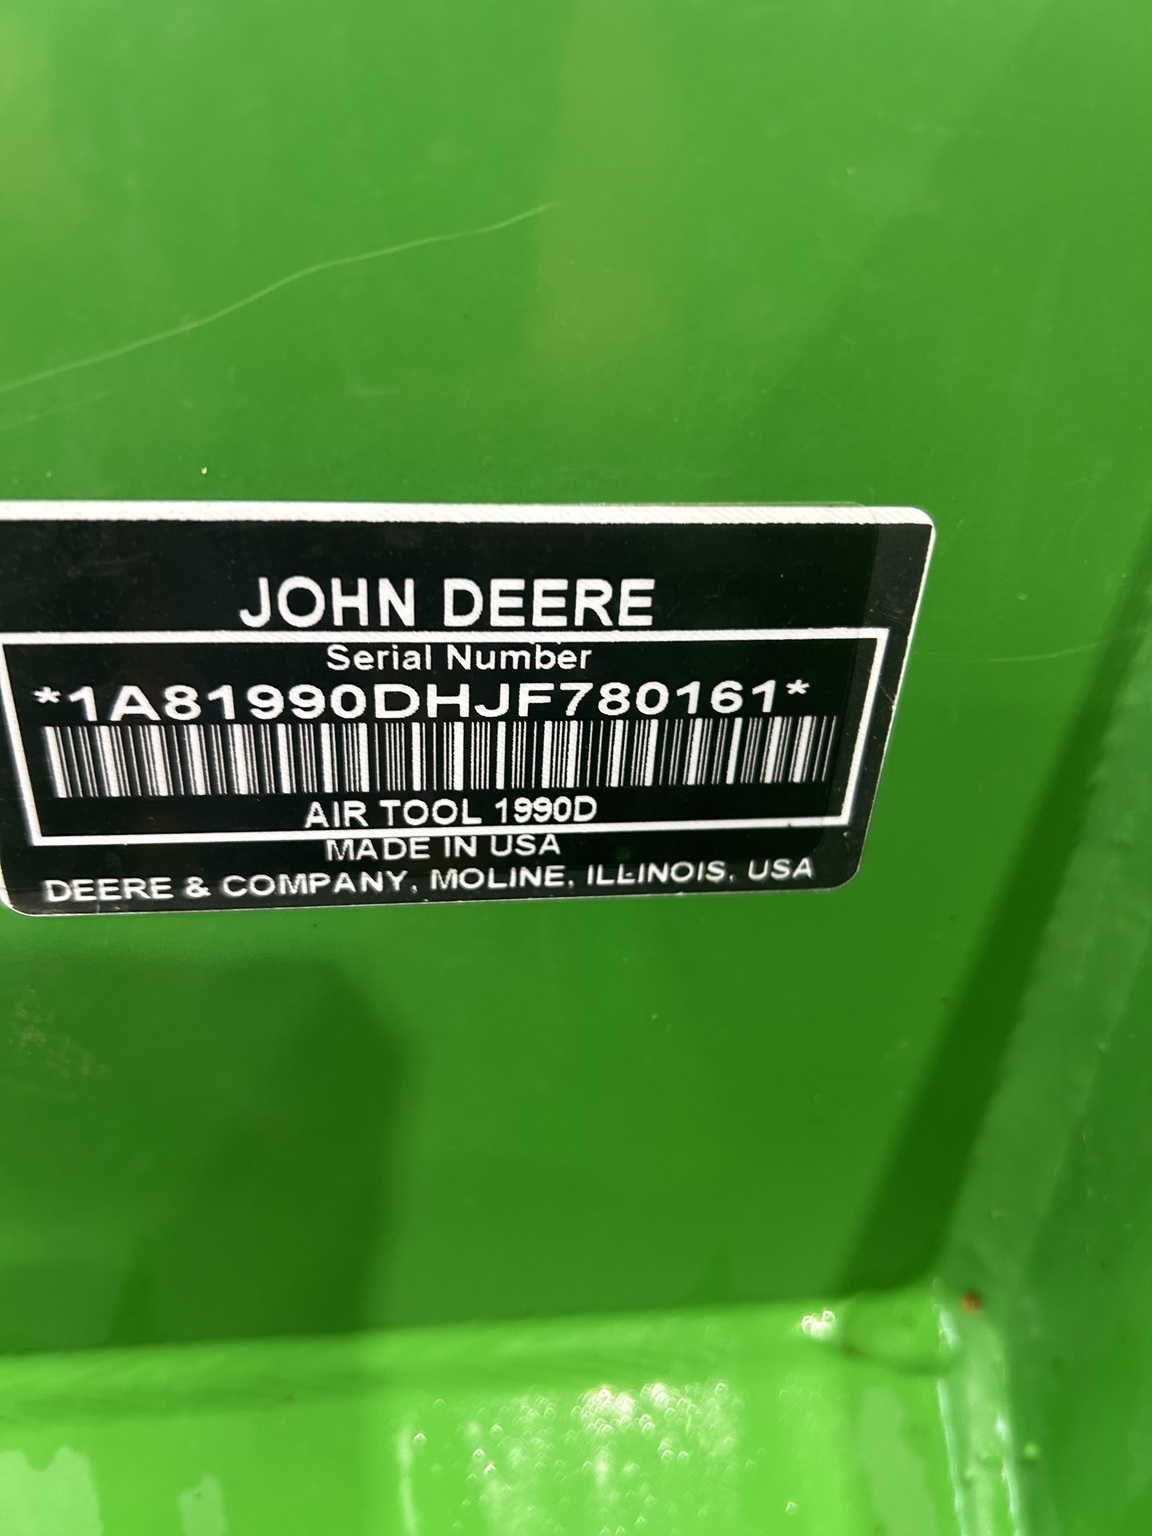 JOHN DEERE
Serial Number
*1A81990DHJF780161*
AIR TOOL 1990D
MADE IN USA
DEERE & COMPANY, MOLINE, ILLINOIS, USA